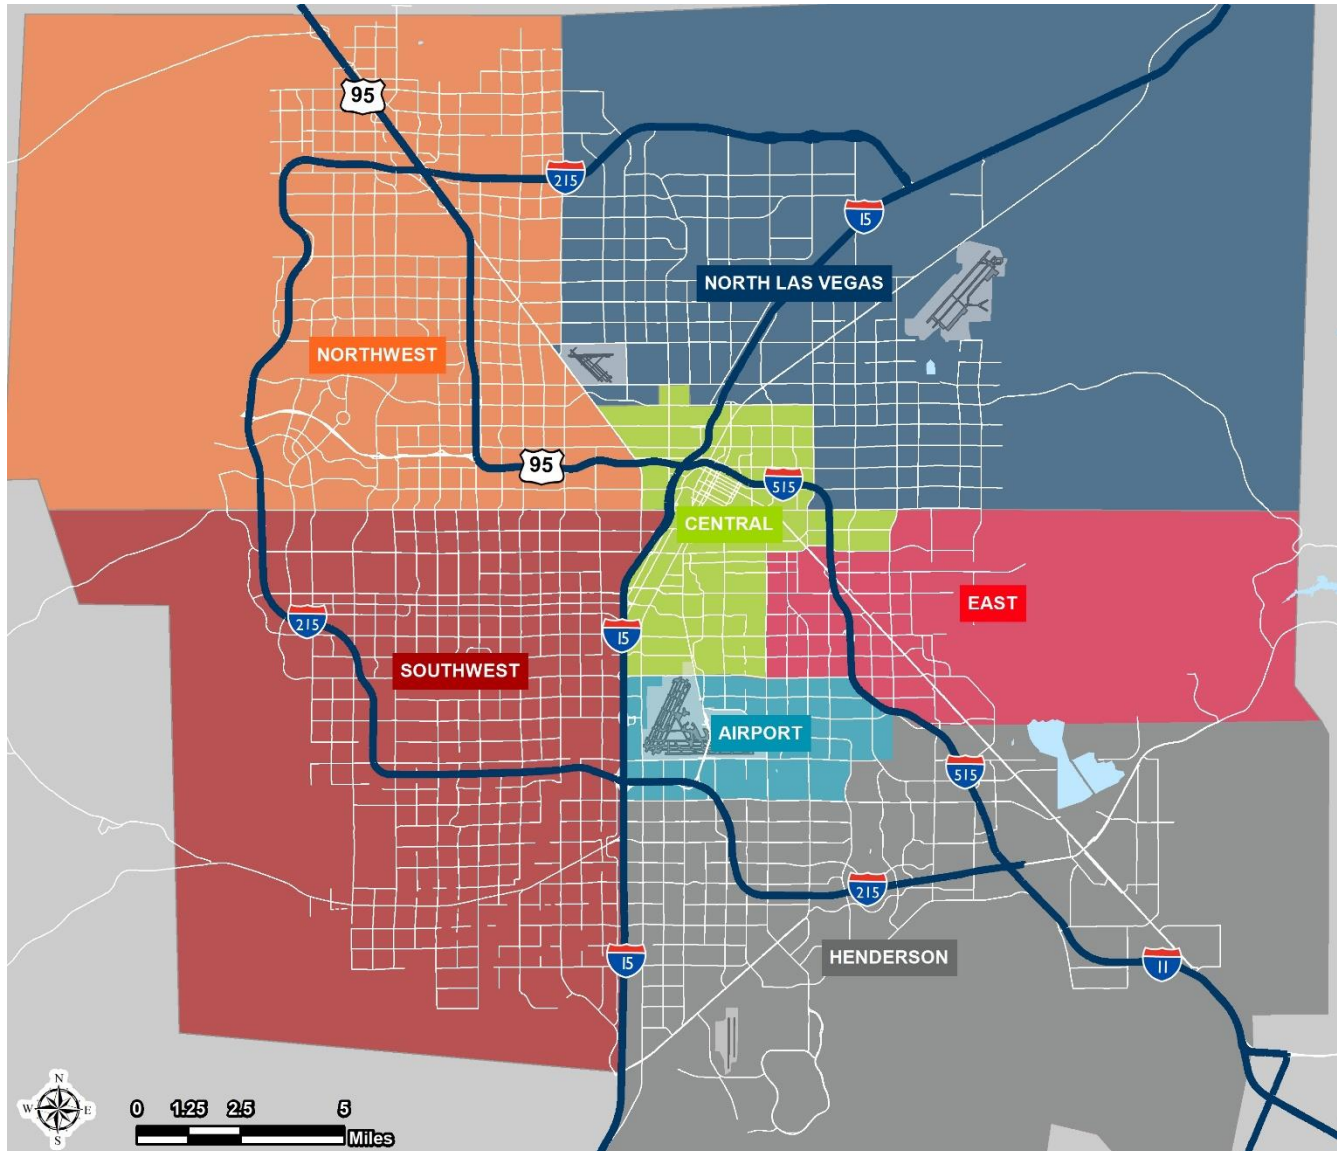 95
215
15
NORTH LAS VEGAS
NORTHWEST
95
515
CENTRAL
EAST
215
15
SOUTHWEST
AIRPORT
515
215
HENDERSON
15
11
N
W E
S
0 1.25 2.5 5
Miles